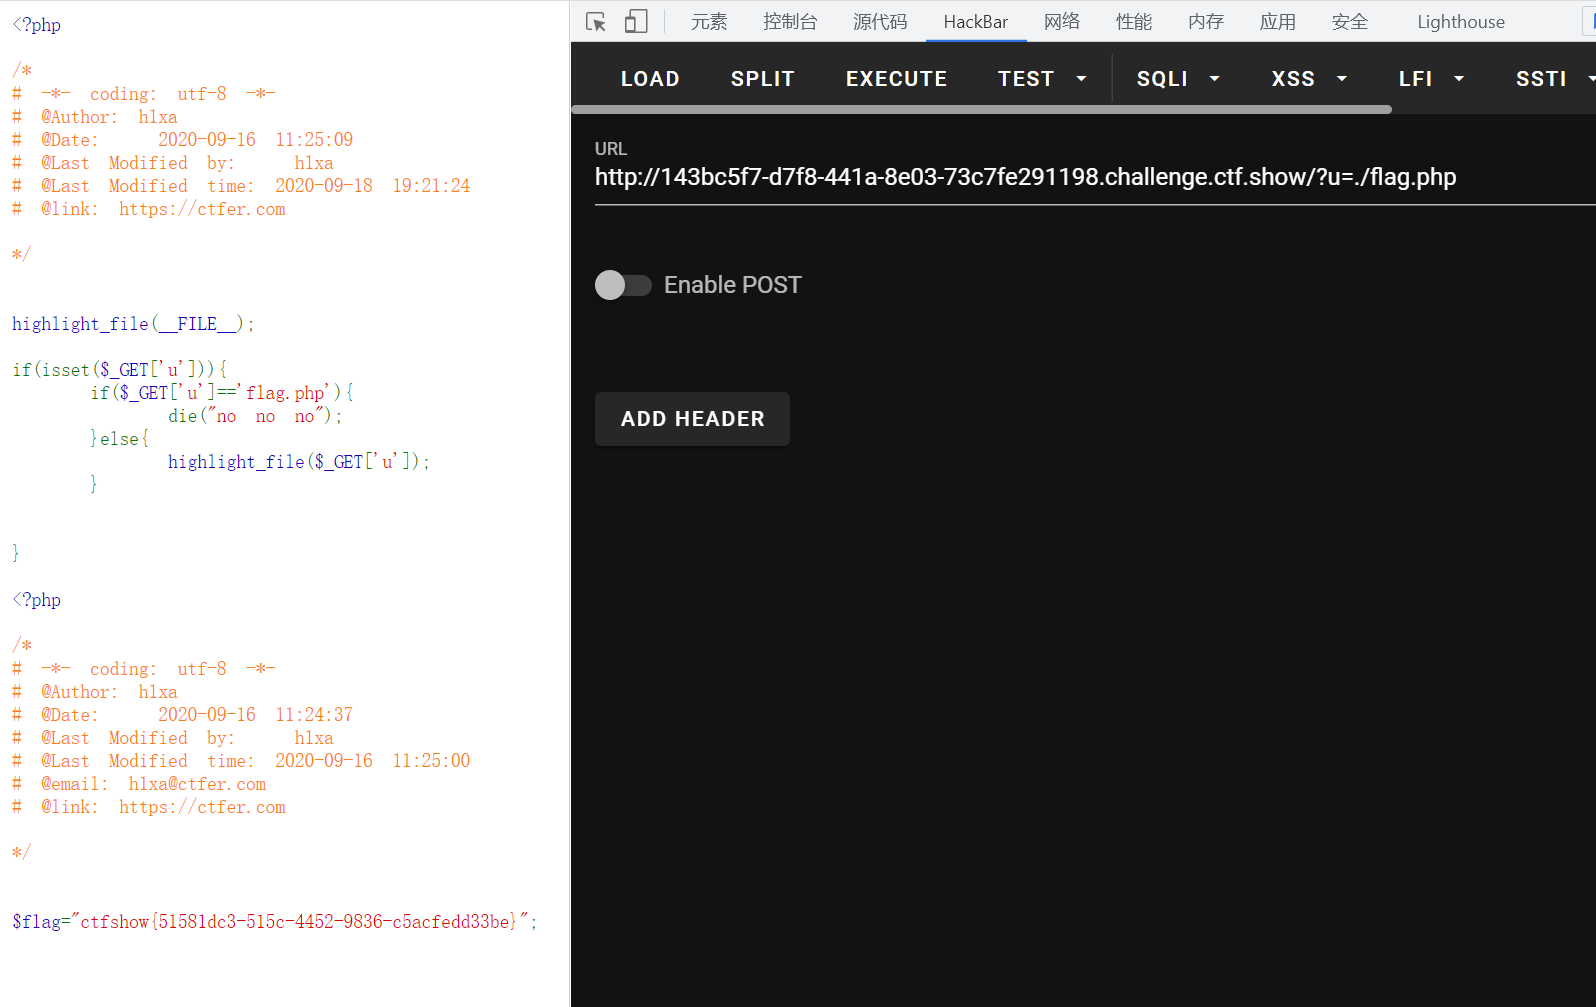 <?php
/*
# -*- coding: utf-8 -*-
# @Author: h1xa
# @Date:   2020-09-16 11:25:09
# @Last Modified by:   h1xa
# @Last Modified time: 2020-09-18 19:21:24
# @link: https://ctfer.com
*/
highlight_file(__FILE__);
if(isset($_GET['u'])){
        if($_GET['u']=='flag.php'){
                die("no no no");
        }else{
                highlight_file($_GET['u']);
        }
}
<?php
/*
# -*- coding: utf-8 -*-
# @Author: h1xa
# @Date:   2020-09-16 11:24:37
# @Last Modified by:   h1xa
# @Last Modified time: 2020-09-16 11:25:00
# @email: h1xa@ctfer.com
# @link: https://ctfer.com
*/
$flag="ctfshow{51581dc3-515c-4452-9836-c5acfedd33be}";
元素 控制台 源代码 HackBar 网络 性能 内存 应用 安全 Lighthouse
LOAD SPLIT EXECUTE TEST SQLI XSS LFI SSTI
URL
http://143bc5f7-d7f8-441a-8e03-73c7fe291198.challenge.ctf.show/?u=./flag.php
Enable POST
ADD HEADER